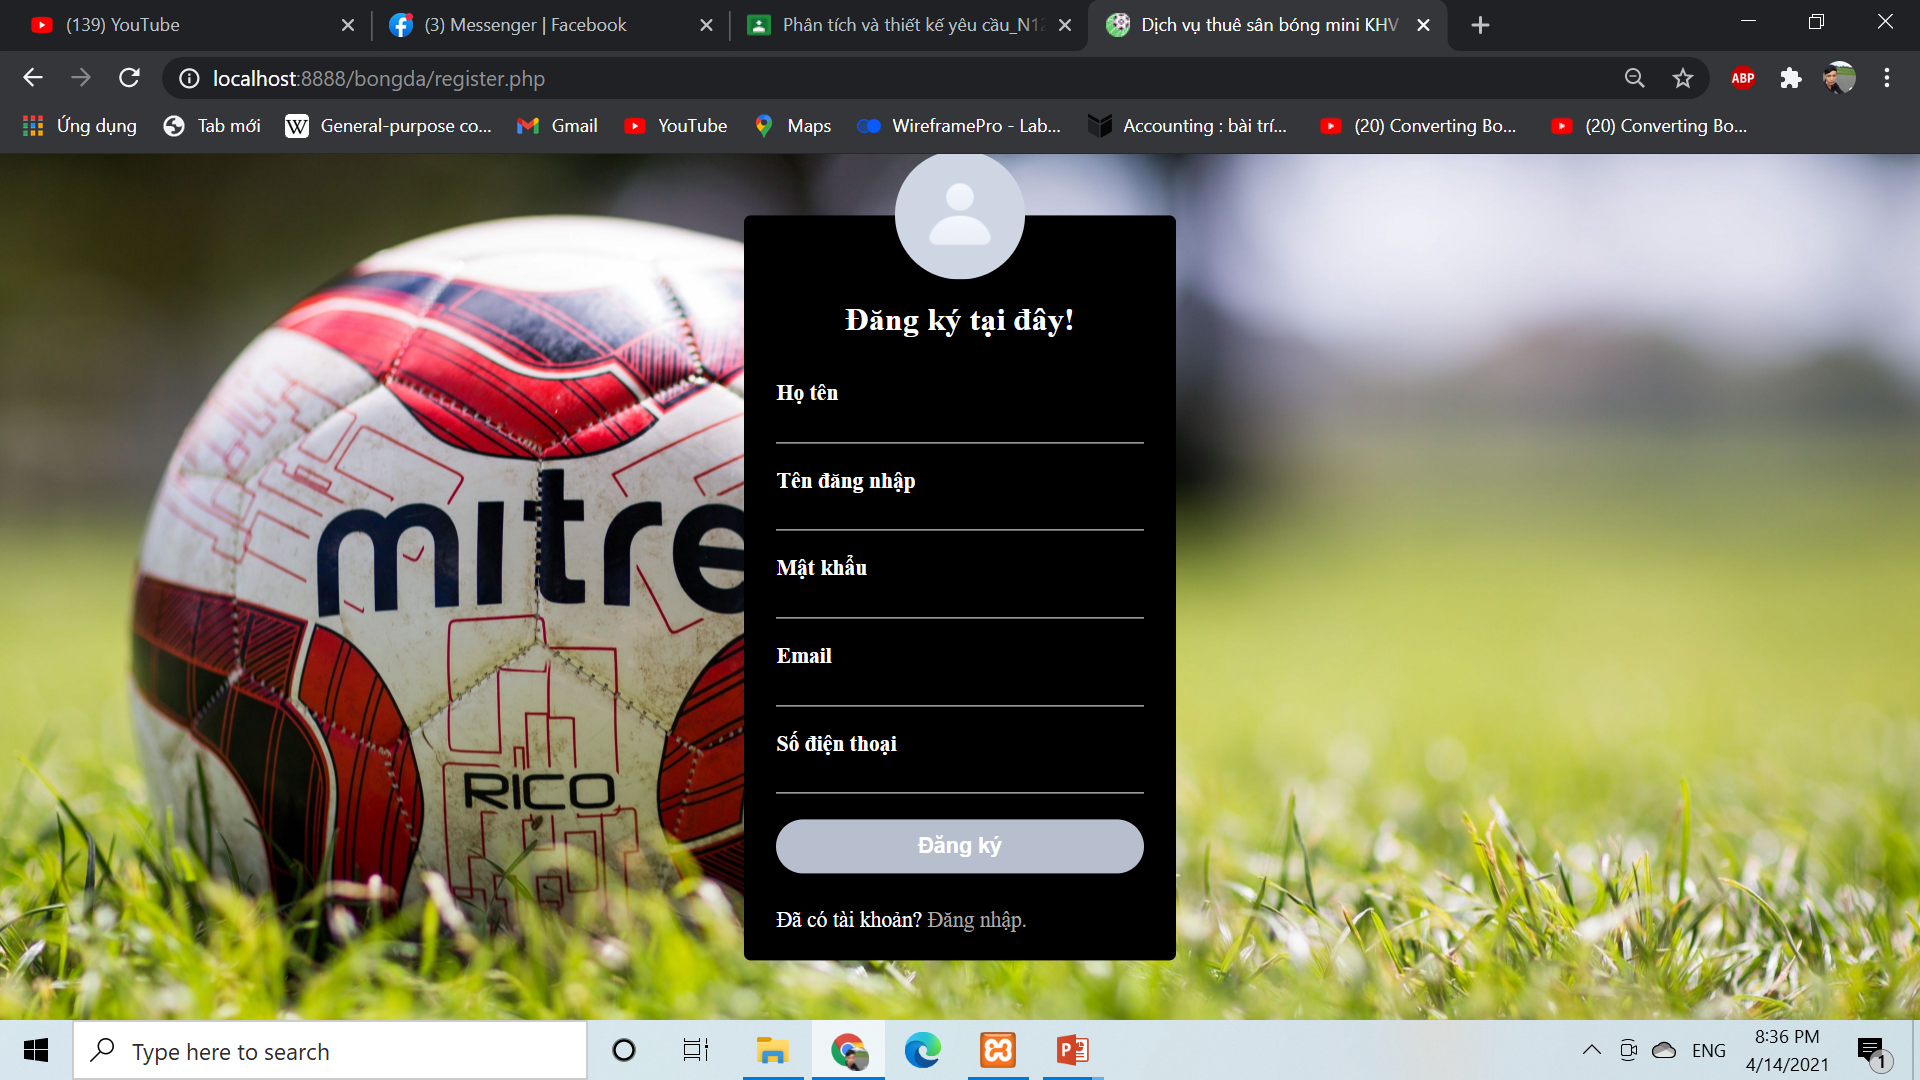 (139) YouTube
(3) Messenger | Facebook
Phân tích và thiết kế yêu cầu_N12
Dịch vụ thuê sân bóng mini KHV
localhost:8888/bongda/register.php
ABP
Ứng dụng
Tab mới
W
General-purpose co...
Gmail
YouTube
Maps
WireframePro - Lab...
Accounting : bài trí...
(20) Converting Bo...
(20) Converting Bo...
mitre
RICO
Đăng ký tại đây!
Họ tên
Tên đăng nhập
Mật khẩu
Email
Số điện thoại
Đăng ký
Đã có tài khoản? Đăng nhập.
Type here to search
P
ENG
8:36 PM
4/14/2021
1